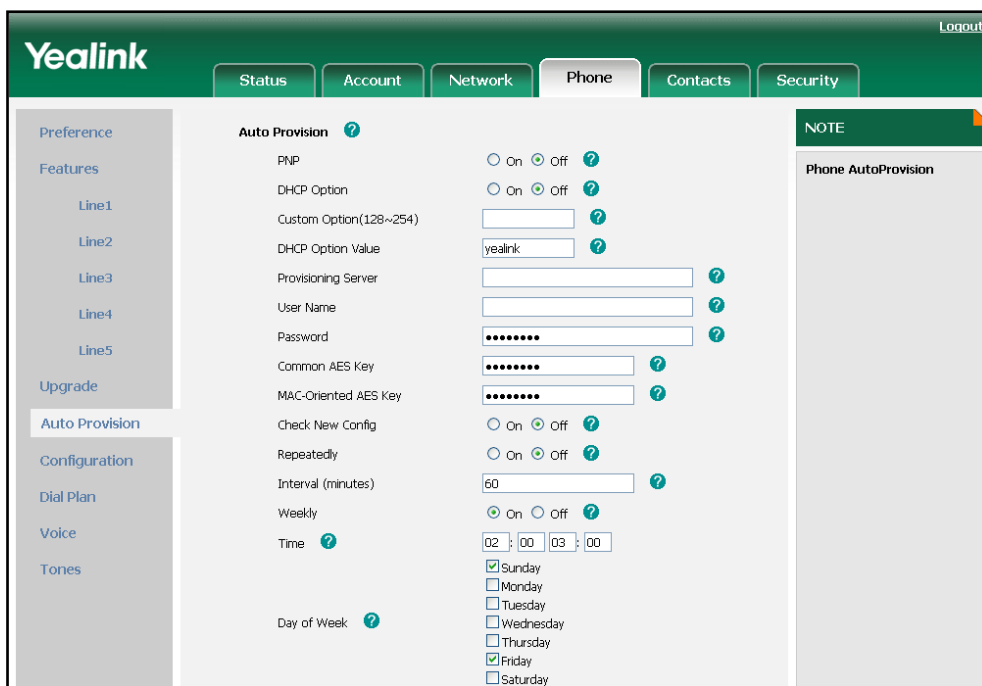 Logout
Yealink
Status Account Network Phone Contacts Security
Preference
Features
Line1
Line2
Line3
Line4
Line5
Upgrade
Auto Provision
Configuration
Dial Plan
Voice
Tones
Auto Provision ?
PNP On Off ?
DHCP Option On Off ?
Custom Option(128~254) ?
DHCP Option Value yealink ?
Provisioning Server ?
User Name ?
Password •••••••• ?
Common AES Key •••••••• ?
MAC-Oriented AES Key •••••••• ?
Check New Config On Off ?
Repeatedly On Off ?
Interval (minutes) 60 ?
Weekly On Off ?
Time ? 02 : 00 03 : 00
Day of Week ?
Sunday
Monday
Tuesday
Wednesday
Thursday
Friday
Saturday
NOTE
Phone AutoProvision